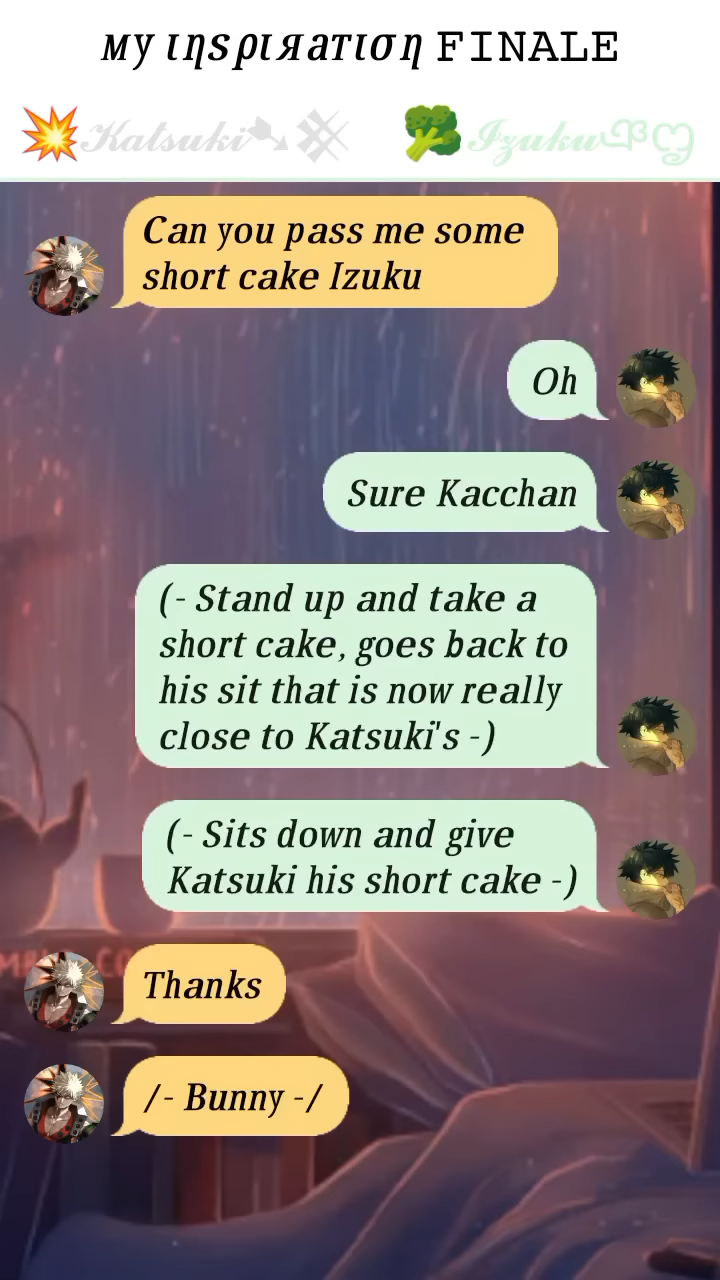 му ιηѕριяατιση FINALE
💥𝓚𝓪𝓽𝓼𝓾𝓴𝓲 🥦𝓘𝔃𝓾𝓴𝓾
Can you pass me some
short cake Izuku
Oh
Sure Kacchan
(- Stand up and take a
short cake, goes back to
his sit that is now really
close to Katsuki's -)
(- Sits down and give
Katsuki his short cake -)
Thanks
/- Bunny -/